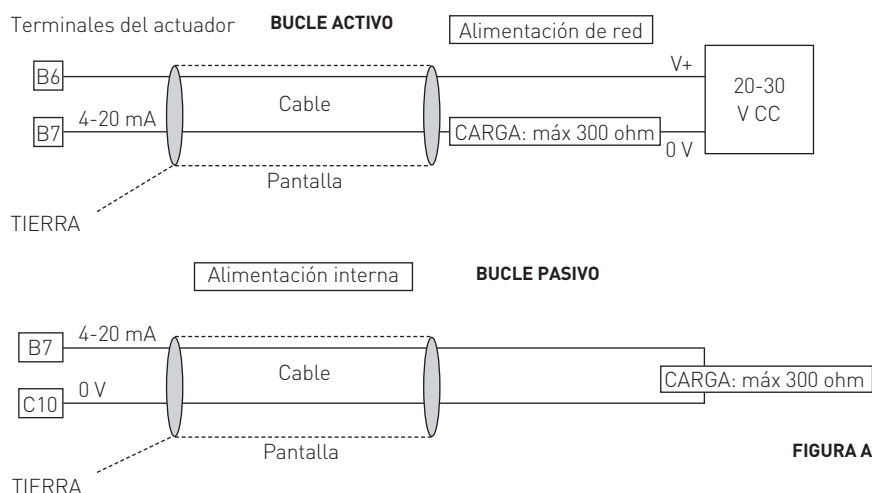 Terminales del actuador BUCLE ACTIVO Alimentación de red
B6 V+
4-20 mA Cable 20-30
V CC
B7 CARGA: máx 300 ohm
0 V
Pantalla
TIERRA
Alimentación interna BUCLE PASIVO
4-20 mA
B7
Cable CARGA: máx 300 ohm
0 V
C10
Pantalla FIGURA A
TIERRA